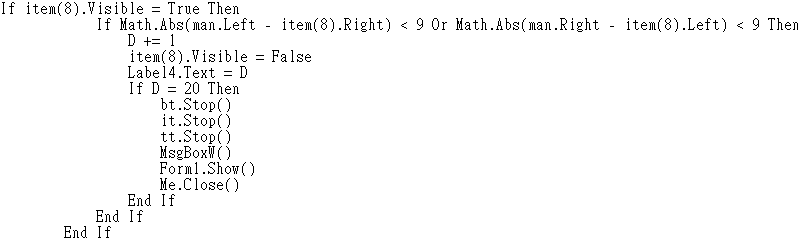 If item(8).Visible = True Then
If Math.Abs(man.Left - item(8).Right) < 9 Or Math.Abs(man.Right - item(8).Left) < 9 Then
D += 1
item(8).Visible = False
Label4.Text = D
If D = 20 Then
bt.Stop()
it.Stop()
tt.Stop()
MsgBoxW()
Form1.Show()
Me.Close()
End If
End If
End If